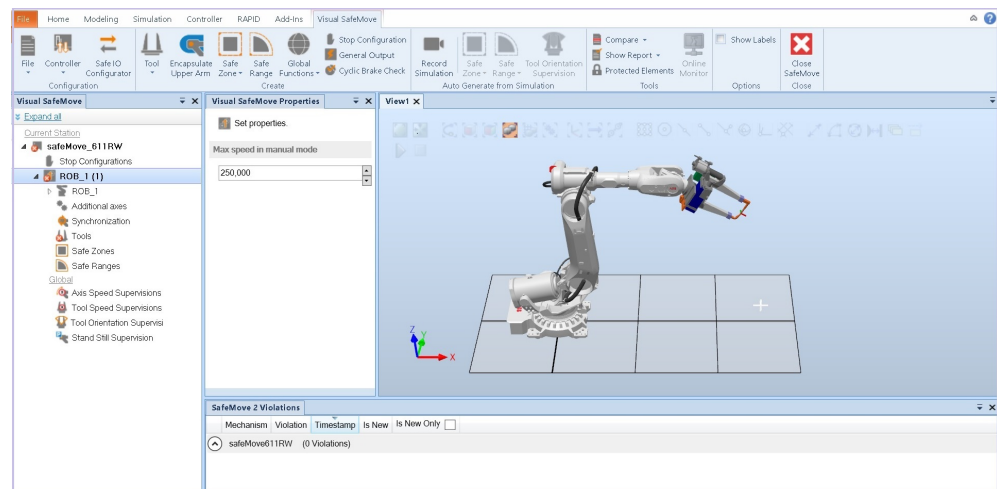 File Home Modeling Simulation Controller RAPID Add-Ins Visual SafeMove
File Controller Safe IO Configurator Tool Encapsulate Upper Arm Safe Zone Safe Range Global Functions
Stop Configuration
General Output
Cyclic Brake Check
Record Simulation Safe Zone Safe Range Tool Orientation Supervision
Compare
Show Report
Protected Elements
Online Monitor
Show Labels
Close SafeMove
Configuration Create Auto Generate from Simulation Tools Options Close
Visual SafeMove
Expand all
Current Station
safeMove_611RW
Stop Configurations
ROB_1 (1)
ROB_1
Additional axes
Synchronization
Tools
Safe Zones
Safe Ranges
Global
Axis Speed Supervisions
Tool Speed Supervisions
Tool Orientation Supervisi
Stand Still Supervision
Visual SafeMove Properties
Set properties.
Max speed in manual mode
250,000
View1
Z
Y
X
SafeMove 2 Violations
Mechanism Violation Timestamp Is New Is New Only
safeMove611RW (0 Violations)